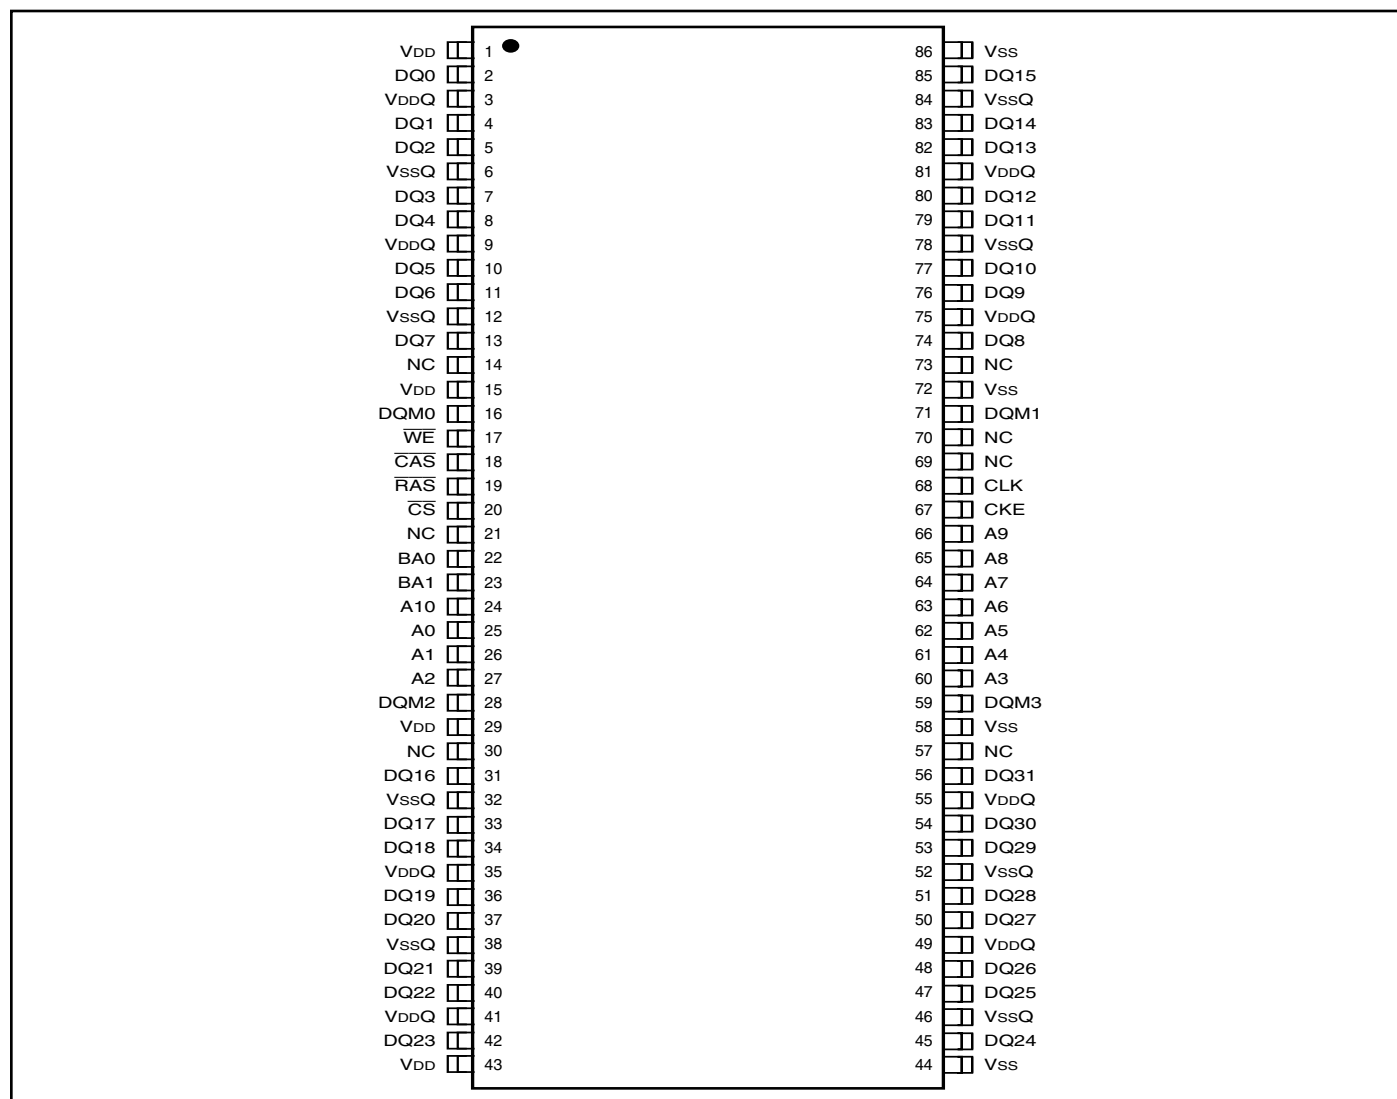 VDD 1 86 VSS
DQ0 2 85 DQ15
VDDQ 3 84 VSSQ
DQ1 4 83 DQ14
DQ2 5 82 DQ13
VSSQ 6 81 VDDQ
DQ3 7 80 DQ12
DQ4 8 79 DQ11
VDDQ 9 78 VSSQ
DQ5 10 77 DQ10
DQ6 11 76 DQ9
VSSQ 12 75 VDDQ
DQ7 13 74 DQ8
NC 14 73 NC
VDD 15 72 VSS
DQM0 16 71 DQM1
W̅E̅ 17 70 NC
C̅A̅S̅ 18 69 NC
R̅A̅S̅ 19 68 CLK
C̅S̅ 20 67 CKE
NC 21 66 A9
BA0 22 65 A8
BA1 23 64 A7
A10 24 63 A6
A0 25 62 A5
A1 26 61 A4
A2 27 60 A3
DQM2 28 59 DQM3
VDD 29 58 VSS
NC 30 57 NC
DQ16 31 56 DQ31
VSSQ 32 55 VDDQ
DQ17 33 54 DQ30
DQ18 34 53 DQ29
VDDQ 35 52 VSSQ
DQ19 36 51 DQ28
DQ20 37 50 DQ27
VSSQ 38 49 VDDQ
DQ21 39 48 DQ26
DQ22 40 47 DQ25
VDDQ 41 46 VSSQ
DQ23 42 45 DQ24
VDD 43 44 VSS